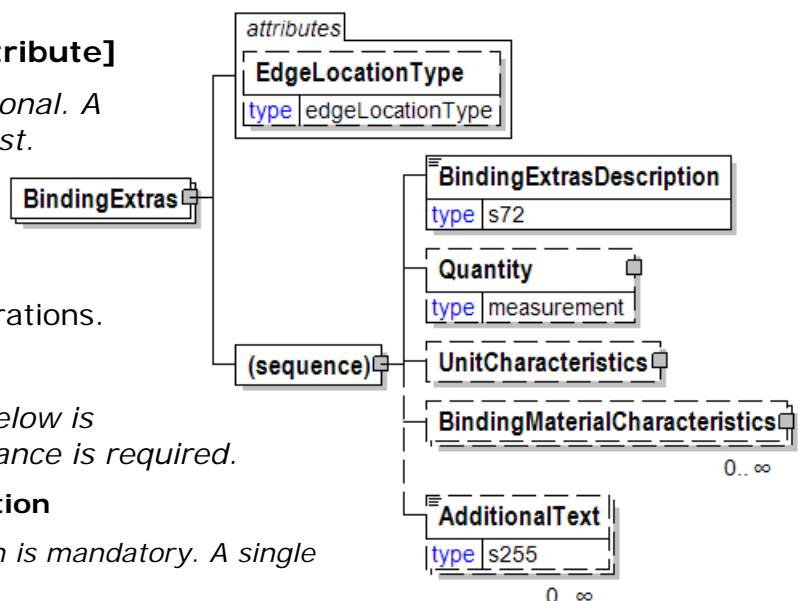 tribute]
onal. A
st.
rations.
elow is
ance is required.
tion
n is mandatory. A single
attributes
EdgeLocationType
type edgeLocationType
BindingExtras
BindingExtrasDescription
type s72
Quantity
type measurement
(sequence)
UnitCharacteristics
BindingMaterialCharacteristics
0.. ∞
AdditionalText
type s255
0.. ∞